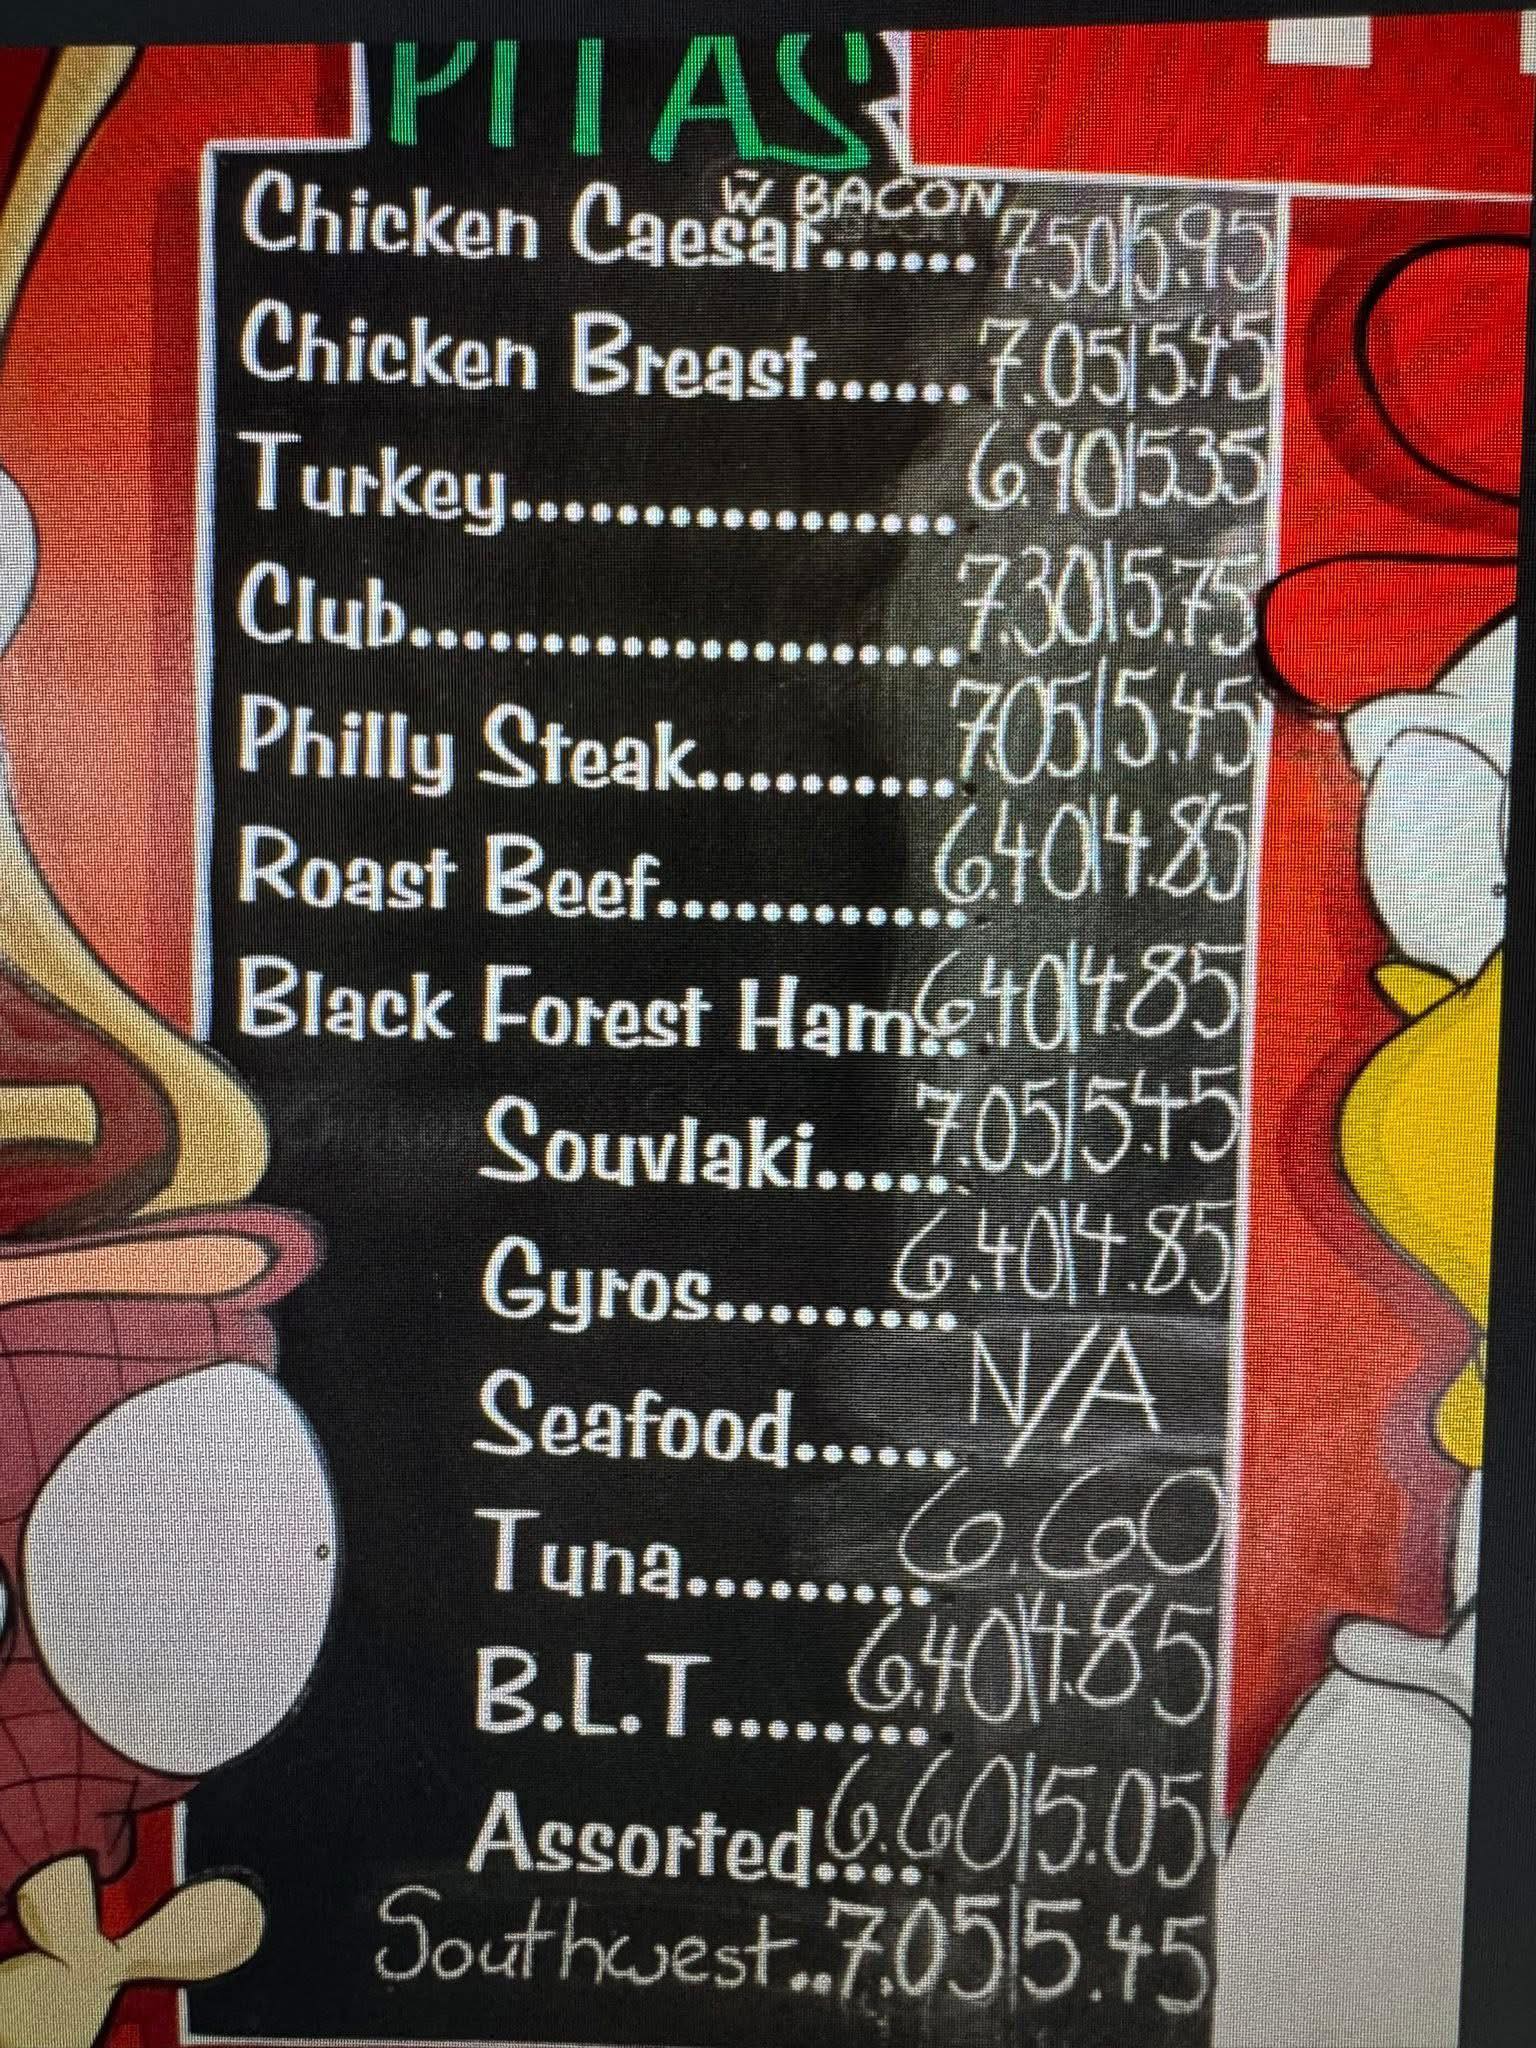 PITAS
W BACON
Chicken Caesar...... 7.50|5.95
Chicken Breast...... 7.05|5.45
Turkey................. 6.90|5.35
Club..................... 7.30|5.75
Philly Steak.......... 7.05|5.45
Roast Beef............ 6.40|4.85
Black Forest Ham.. 6.40|4.85
Souvlaki..... 7.05|5.45
Gyros......... 6.40|4.85
Seafood...... N/A
Tuna......... 6.60
B.L.T........ 6.40|4.85
Assorted.... 6.60|5.05
Southwest.. 7.05|5.45